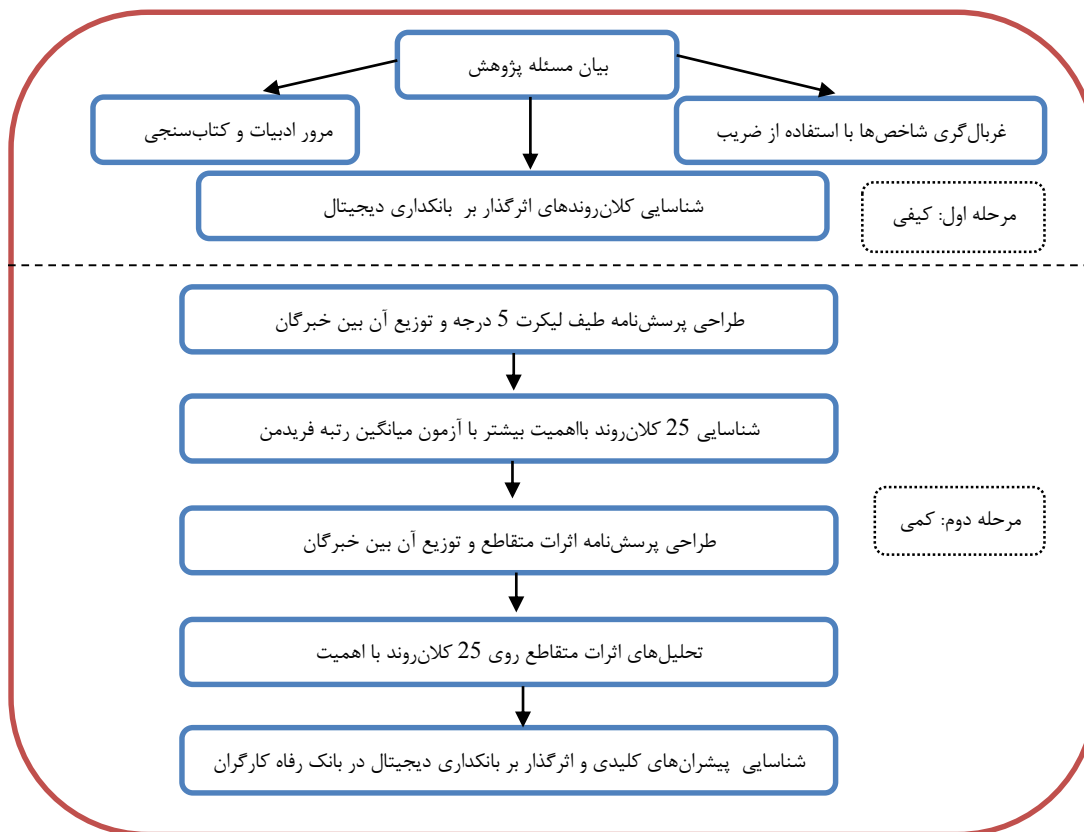 بیان مسئله پژوهش
غربال‌گری شاخص‌ها با استفاده از ضریب
مرور ادبیات و کتاب‌سنجی
شناسایی کلان‌روندهای اثرگذار بر بانکداری دیجیتال
مرحله اول: کیفی
طراحی پرسش‌نامه طیف لیکرت 5 درجه و توزیع آن بین خبرگان
شناسایی 25 کلان‌روند بااهمیت بیشتر با آزمون میانگین رتبه فریدمن
طراحی پرسش‌نامه اثرات متقاطع و توزیع آن بین خبرگان
مرحله دوم: کمی
تحلیل‌های اثرات متقاطع روی 25 کلان‌روند با اهمیت
شناسایی پیشران‌های کلیدی و اثرگذار بر بانکداری دیجیتال در بانک رفاه کارگران